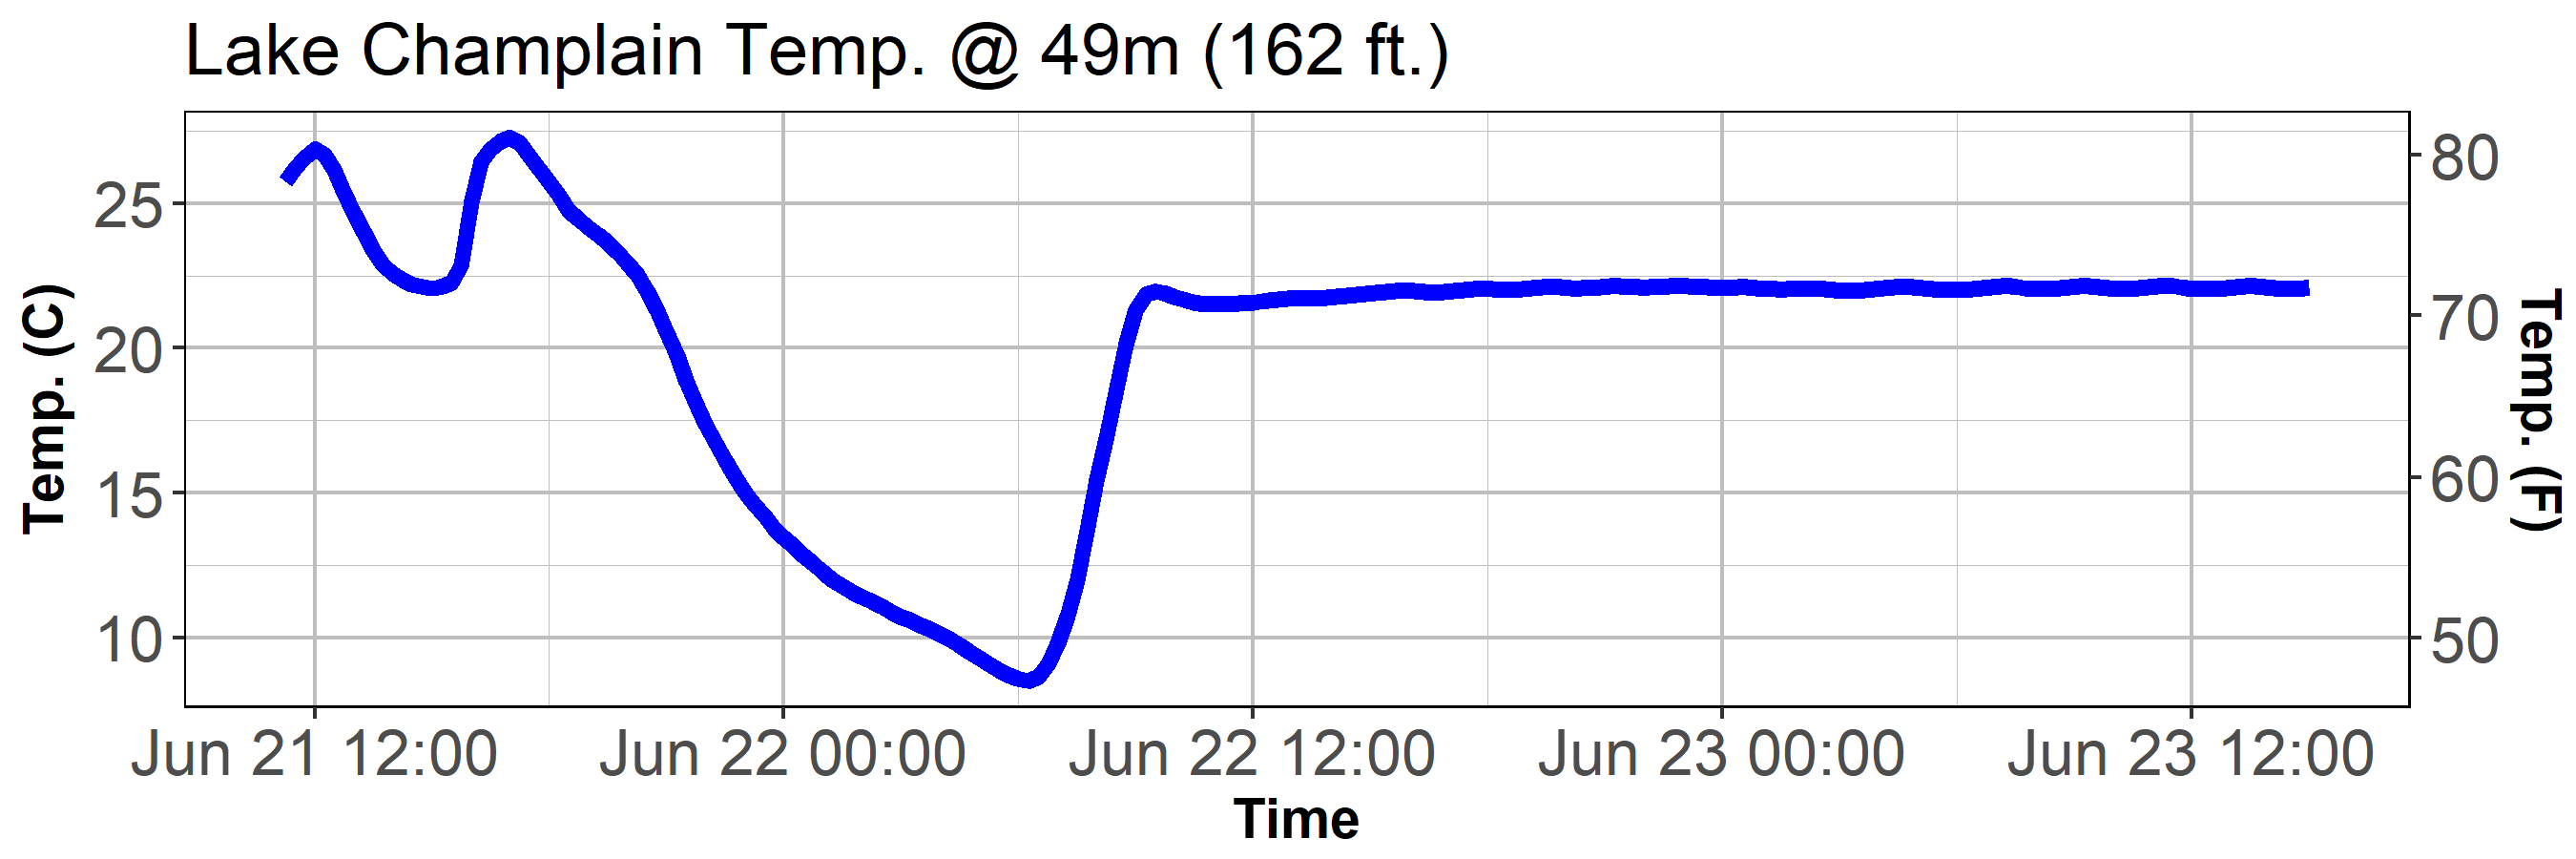 Lake Champlain Temp. @ 49m (162 ft.)
Temp. (C)
25
20
15
10
80
70
60
50
Temp. (F)
Jun 21 12:00
Jun 22 00:00
Jun 22 12:00
Jun 23 00:00
Jun 23 12:00
Time